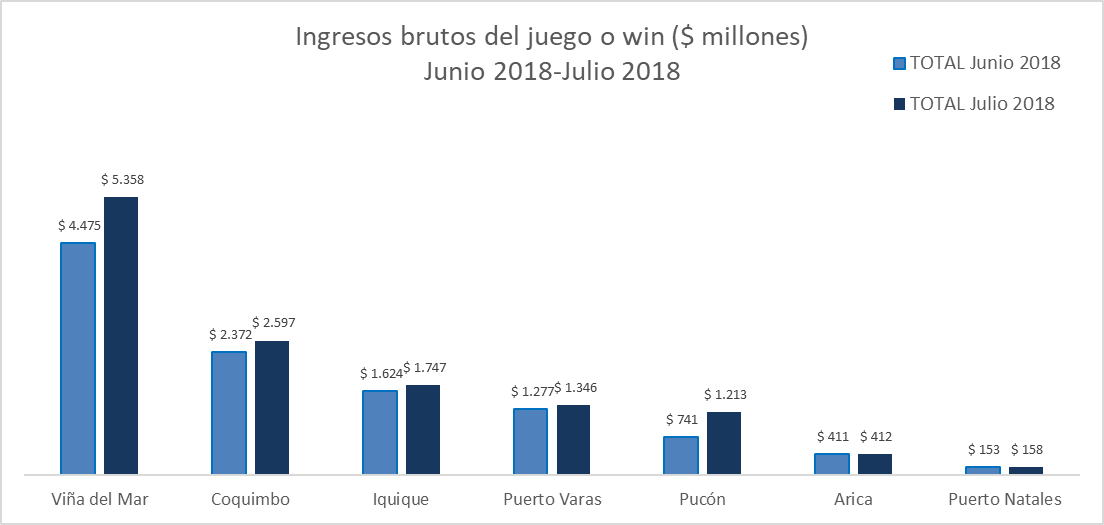 Ingresos brutos del juego o win ($ millones)
Junio 2018-Julio 2018
TOTAL Junio 2018
TOTAL Julio 2018
$ 5.358
$ 4.475
$ 2.597
$ 2.372
$ 1.747
$ 1.624
$ 1.346
$ 1.277
$ 1.213
$ 741
$ 411
$ 412
$ 153
$ 158
Viña del Mar
Coquimbo
Iquique
Puerto Varas
Pucón
Arica
Puerto Natales